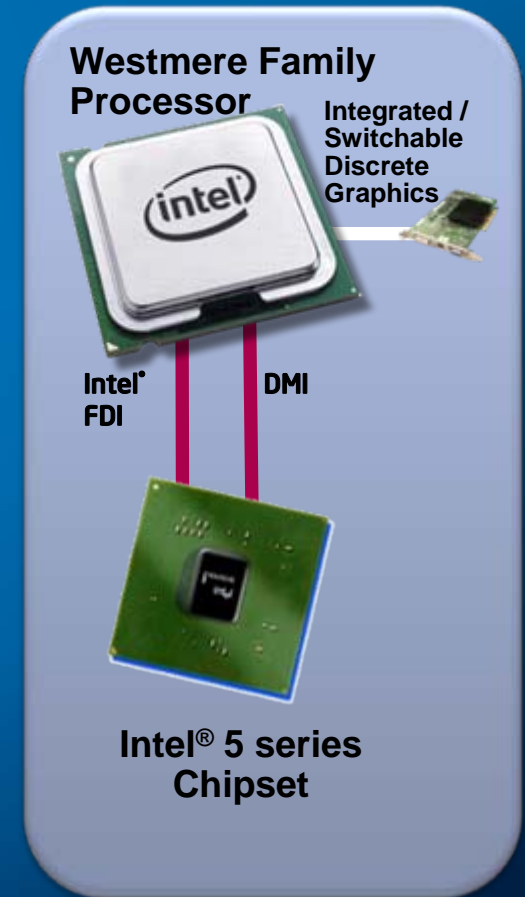 Westmere Family
Processor
Integrated /
Switchable
Discrete
Graphics
intel
Intel®
FDI
DMI
Intel® 5 series
Chipset